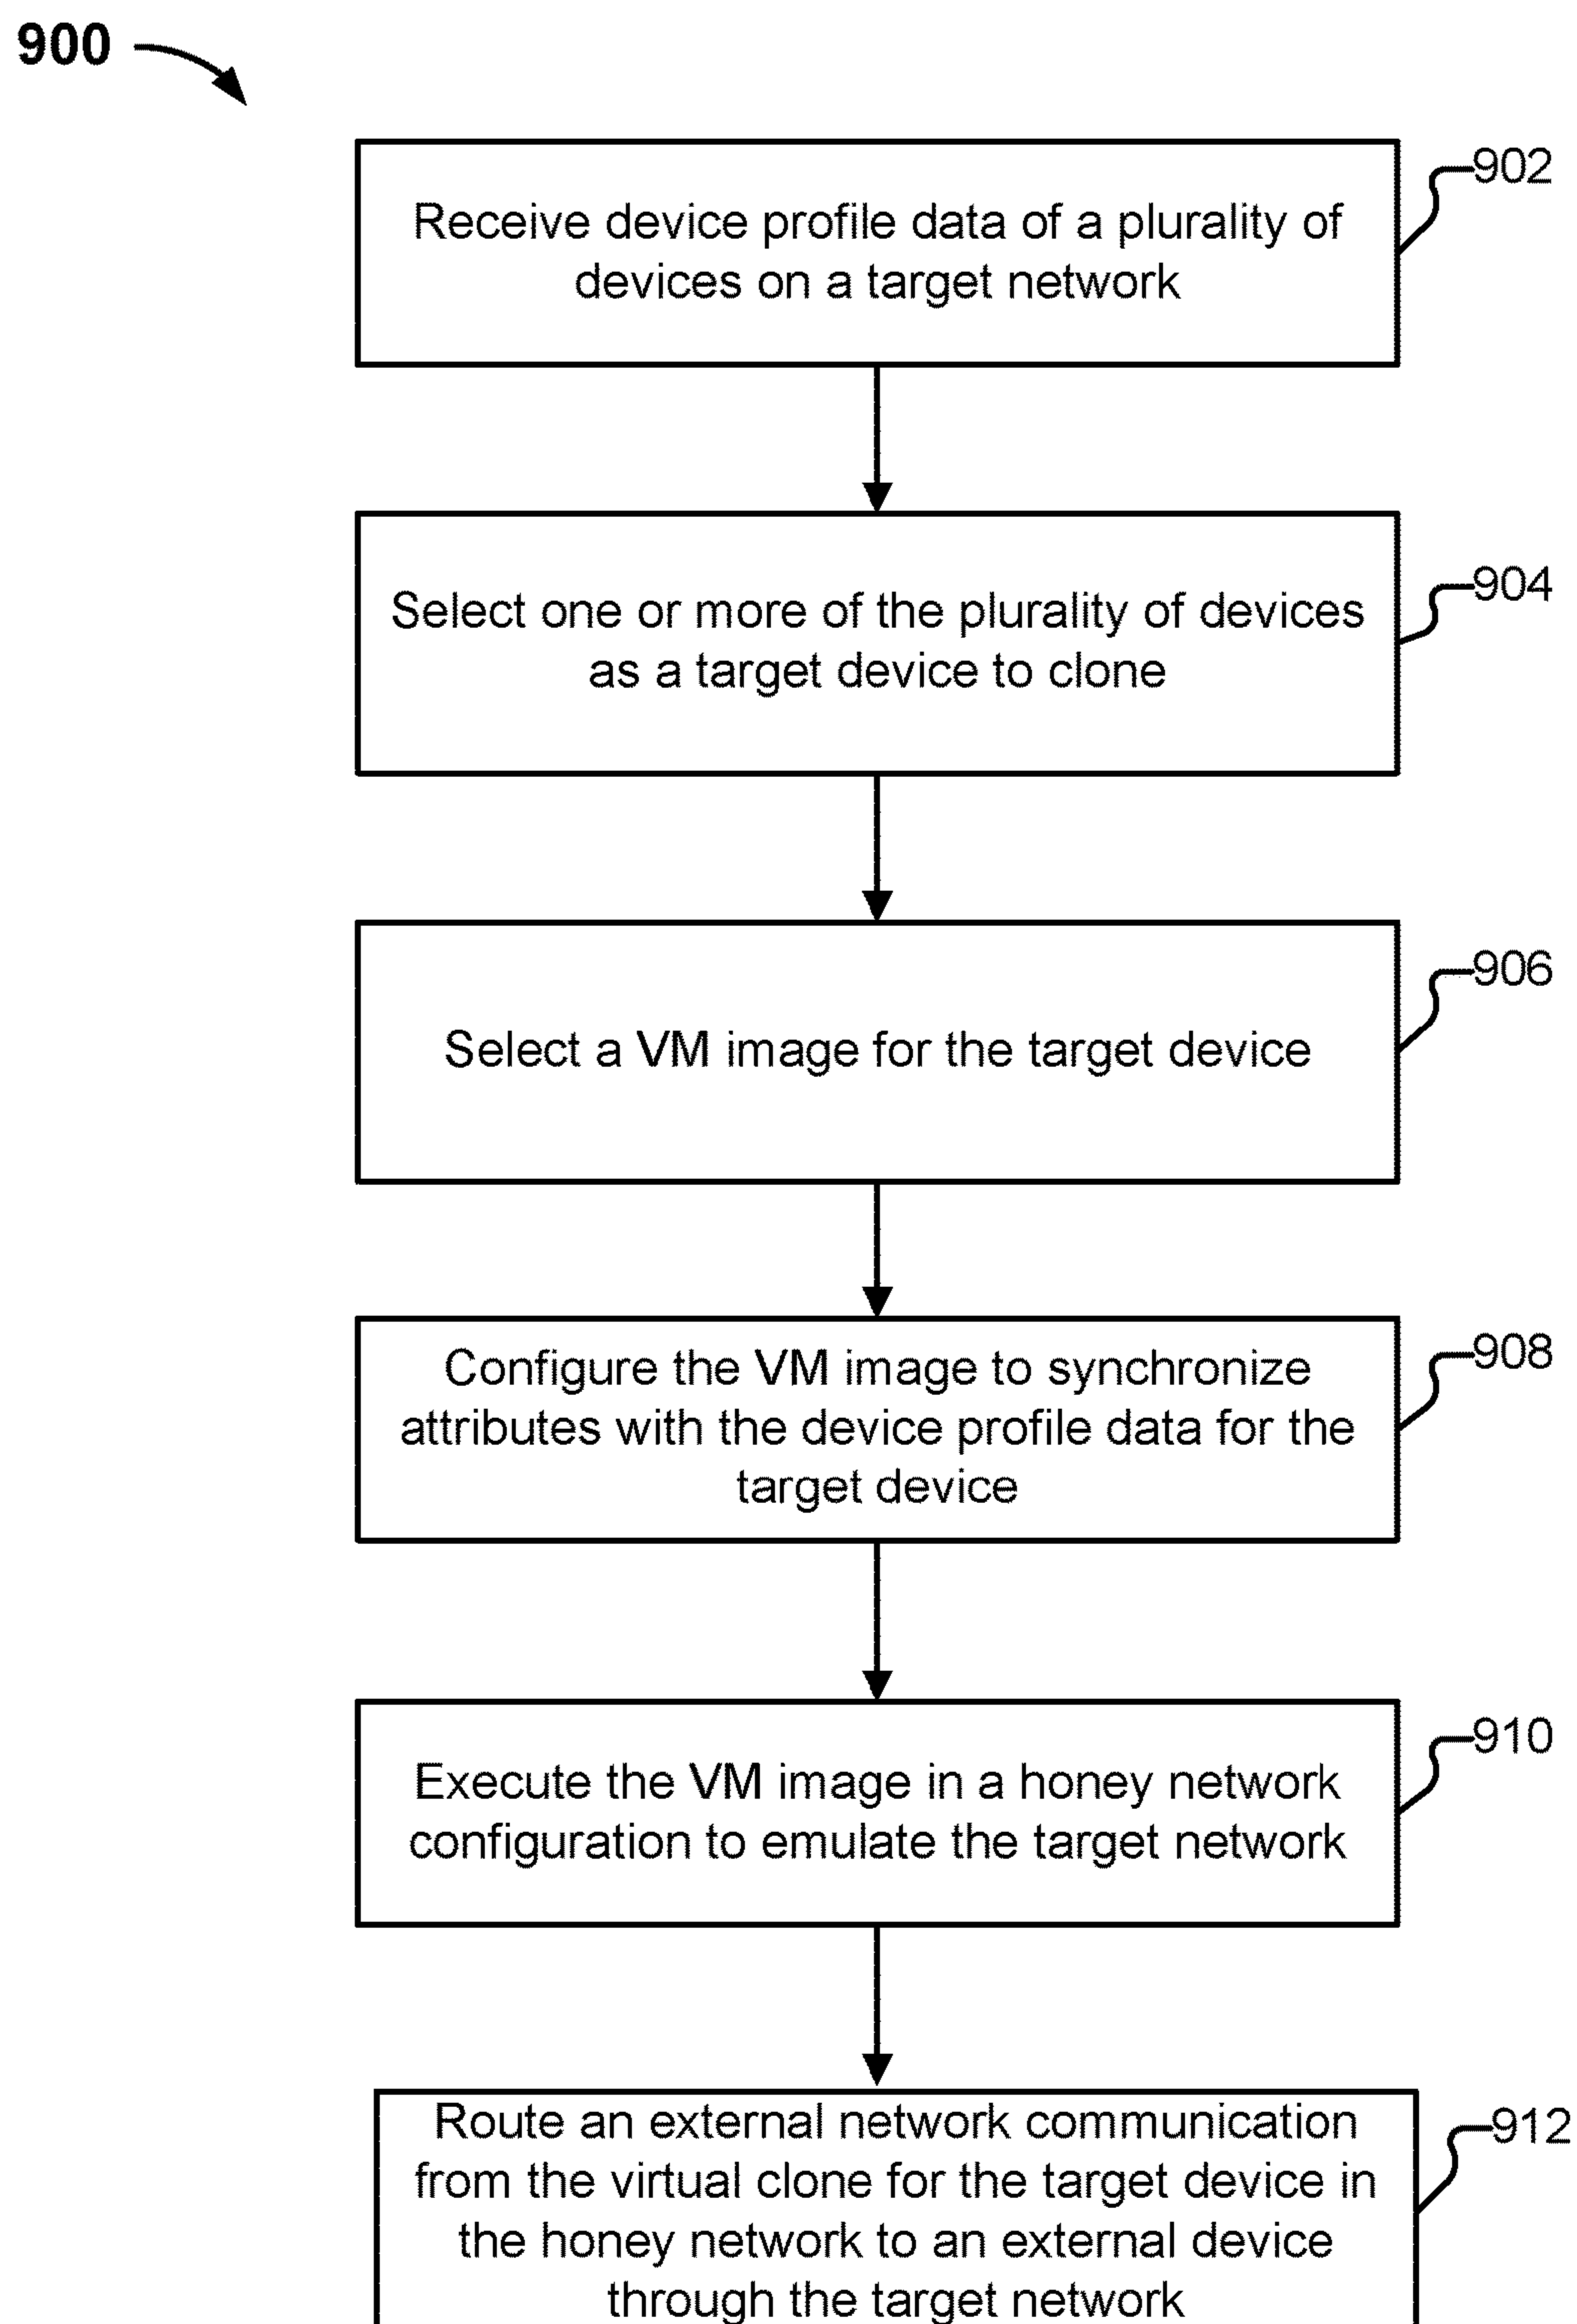 900
902
Receive device profile data of a plurality of
devices on a target network
904
Select one or more of the plurality of devices
as a target device to clone
906
Select a VM image for the target device
908
Configure the VM image to synchronize
attributes with the device profile data for the
target device
910
Execute the VM image in a honey network
configuration to emulate the target network
912
Route an external network communication
from the virtual clone for the target device in
the honey network to an external device
through the target network